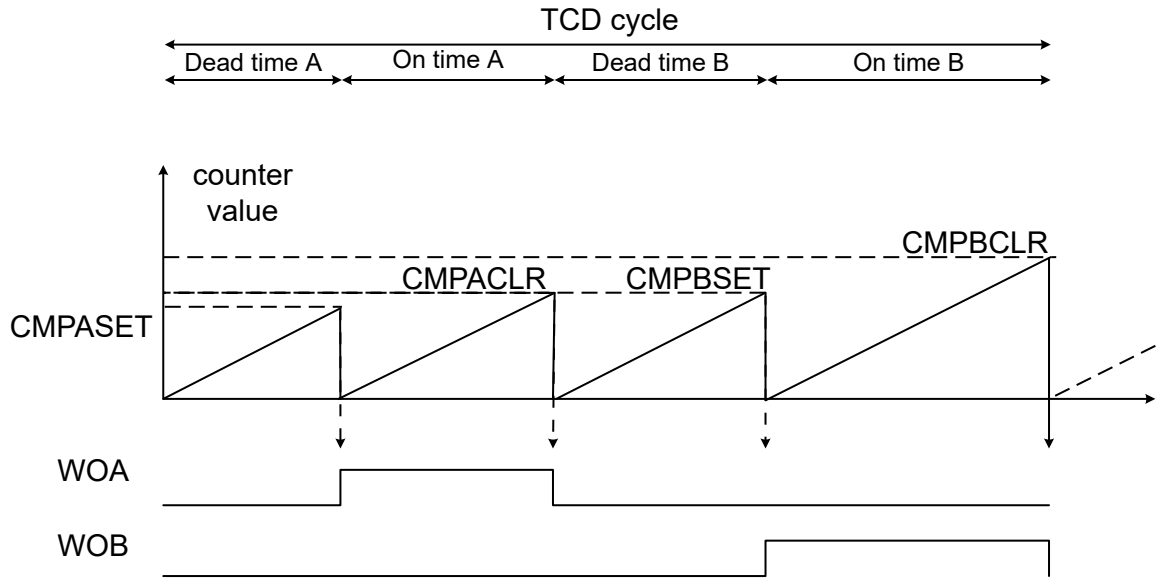 TCD cycle
Dead time A
On time A
Dead time B
On time B
counter
value
CMPBCLR
CMPACLR
CMPBSET
CMPASET
WOA
WOB